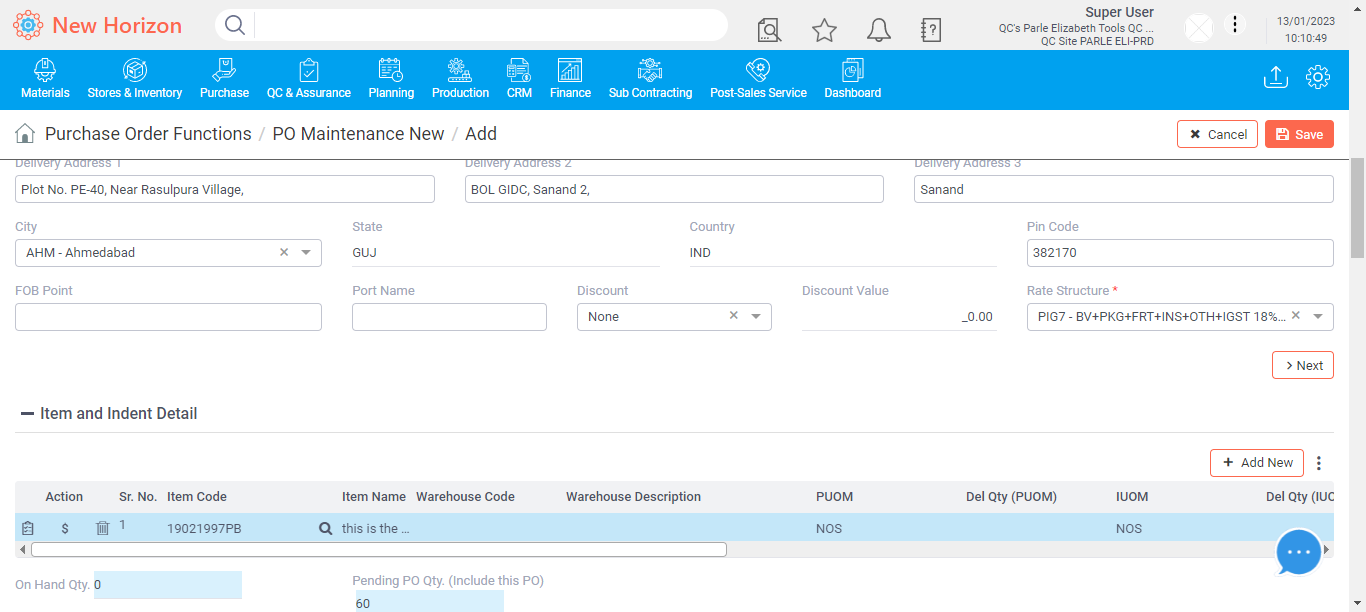 New Horizon
Super User
QC's Parle Elizabeth Tools QC ...
QC Site PARLE ELI-PRD
13/01/2023
10:10:49
Materials Stores & Inventory Purchase QC & Assurance Planning Production CRM Finance Sub Contracting Post-Sales Service Dashboard
Purchase Order Functions / PO Maintenance New / Add
Cancel Save
Delivery Address 1 Delivery Address 2 Delivery Address 3
Plot No. PE-40, Near Rasulpura Village, BOL GIDC, Sanand 2, Sanand
City State Country Pin Code
AHM - Ahmedabad GUJ IND 382170
FOB Point Port Name Discount Discount Value Rate Structure *
None _0.00 PIG7 - BV+PKG+FRT+INS+OTH+IGST 18%...
> Next
Item and Indent Detail
+ Add New
Action Sr. No. Item Code Item Name Warehouse Code Warehouse Description PUOM Del Qty (PUOM) IUOM Del Qty (IUO
$ 1 19021997PB this is the ... NOS NOS
On Hand Qty. 0 Pending PO Qty. (Include this PO)
60